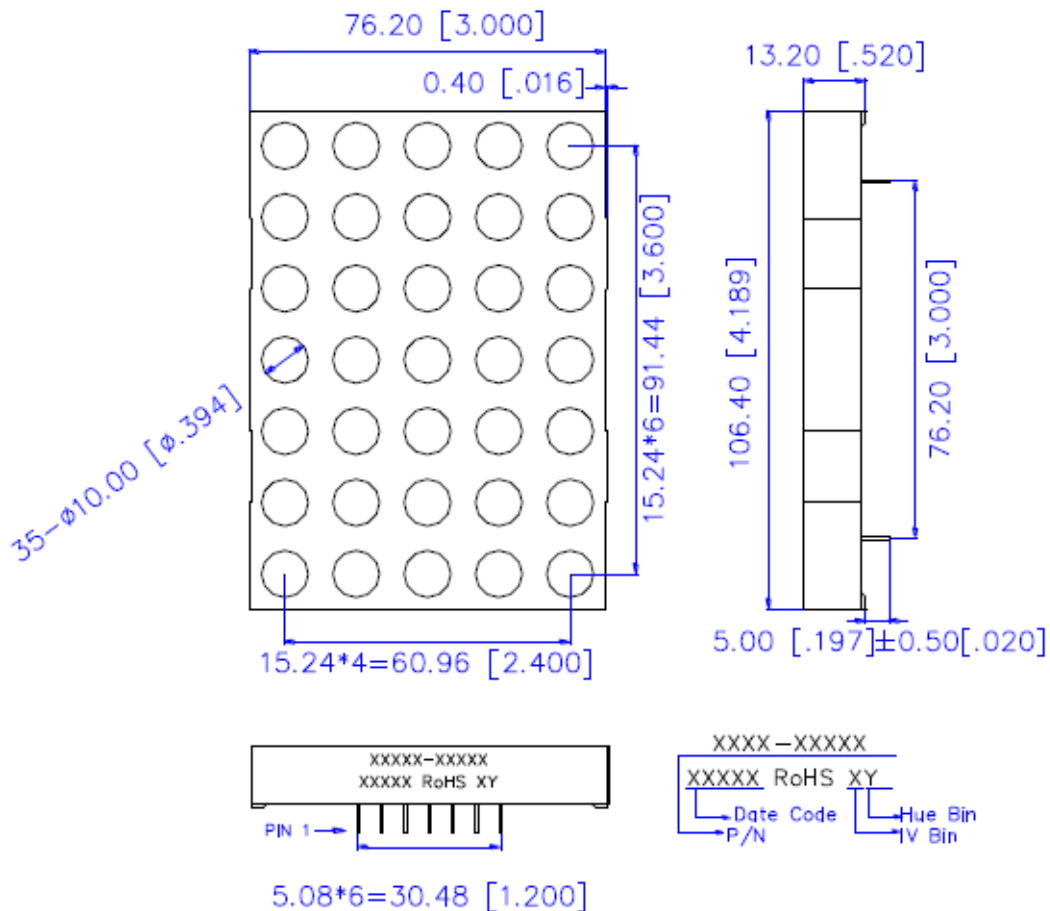 76.20 [3.000]
0.40 [.016]
13.20 [.520]
15.24*6=91.44 [3.600]
106.40 [4.189]
76.20 [3.000]
35-ø10.00 [ø.394]
5.00 [.197]±0.50[.020]
15.24*4=60.96 [2.400]
XXXXX-XXXXX
XXXXX RoHS XY
PIN 1
5.08*6=30.48 [1.200]
XXXX-XXXXX
XXXXX RoHS XY
Date Code
Hue Bin
P/N
IV Bin